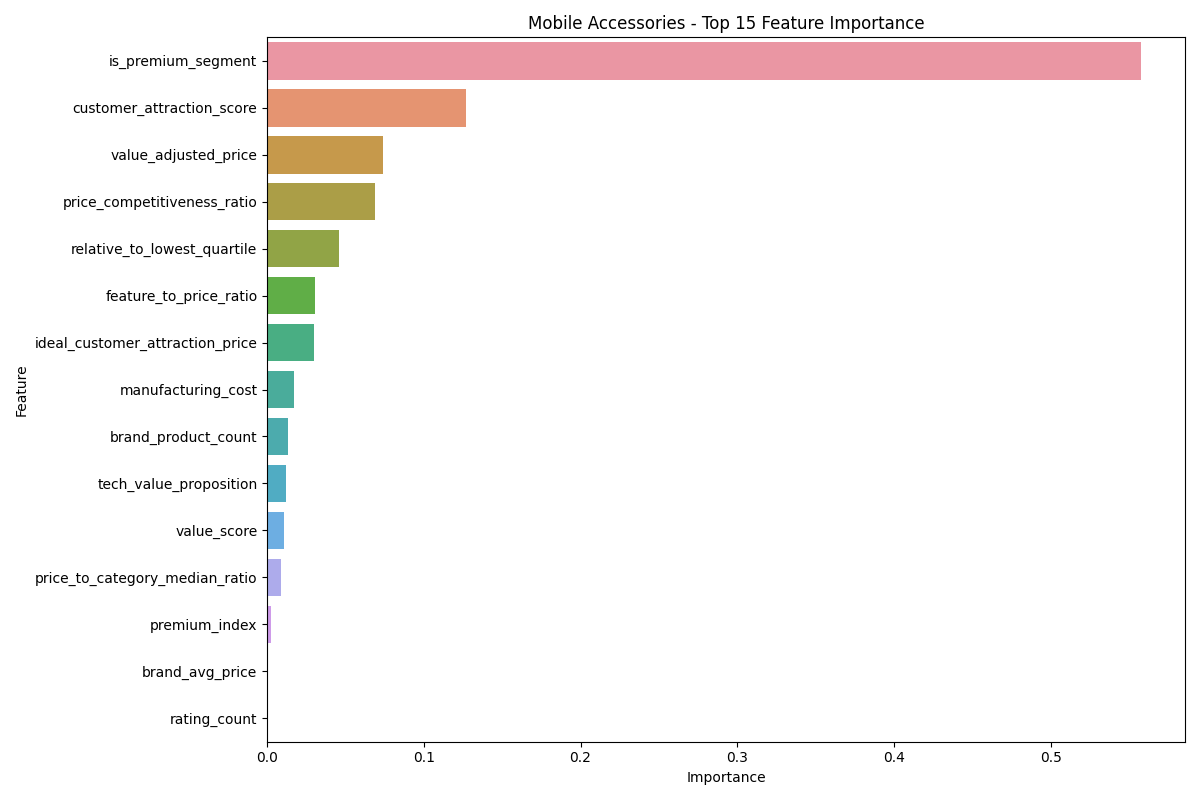 Mobile Accessories - Top 15 Feature Importance
is_premium_segment
customer_attraction_score
value_adjusted_price
price_competitiveness_ratio
relative_to_lowest_quartile
feature_to_price_ratio
ideal_customer_attraction_price
manufacturing_cost
brand_product_count
tech_value_proposition
value_score
price_to_category_median_ratio
premium_index
brand_avg_price
rating_count
Feature
0.0 0.1 0.2 0.3 0.4 0.5
Importance